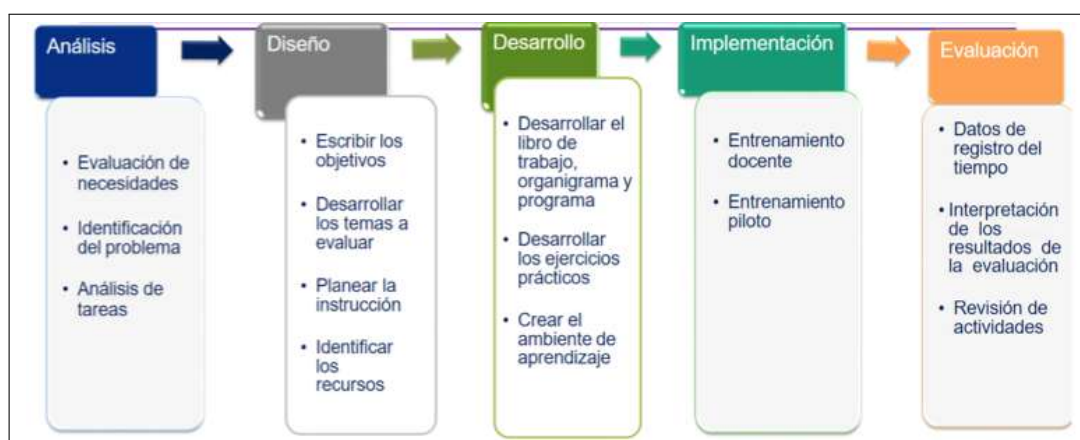 Análisis
Evaluación de
necesidades
Identificación
del problema
Análisis de
tareas
Diseño
Escribir los
objetivos
Desarrollar
los temas a
evaluar
Planear la
instrucción
Identificar
los
recursos
Desarrollo
Desarrollar el
libro de
trabajo,
organigrama y
programa
Desarrollar
los ejercicios
prácticos
Crear el
ambiente de
aprendizaje
Implementación
Entrenamiento
docente
Entrenamiento
piloto
Evaluación
Datos de
registro del
tiempo
Interpretación
de los
resultados de
la evaluación
Revisión de
actividades